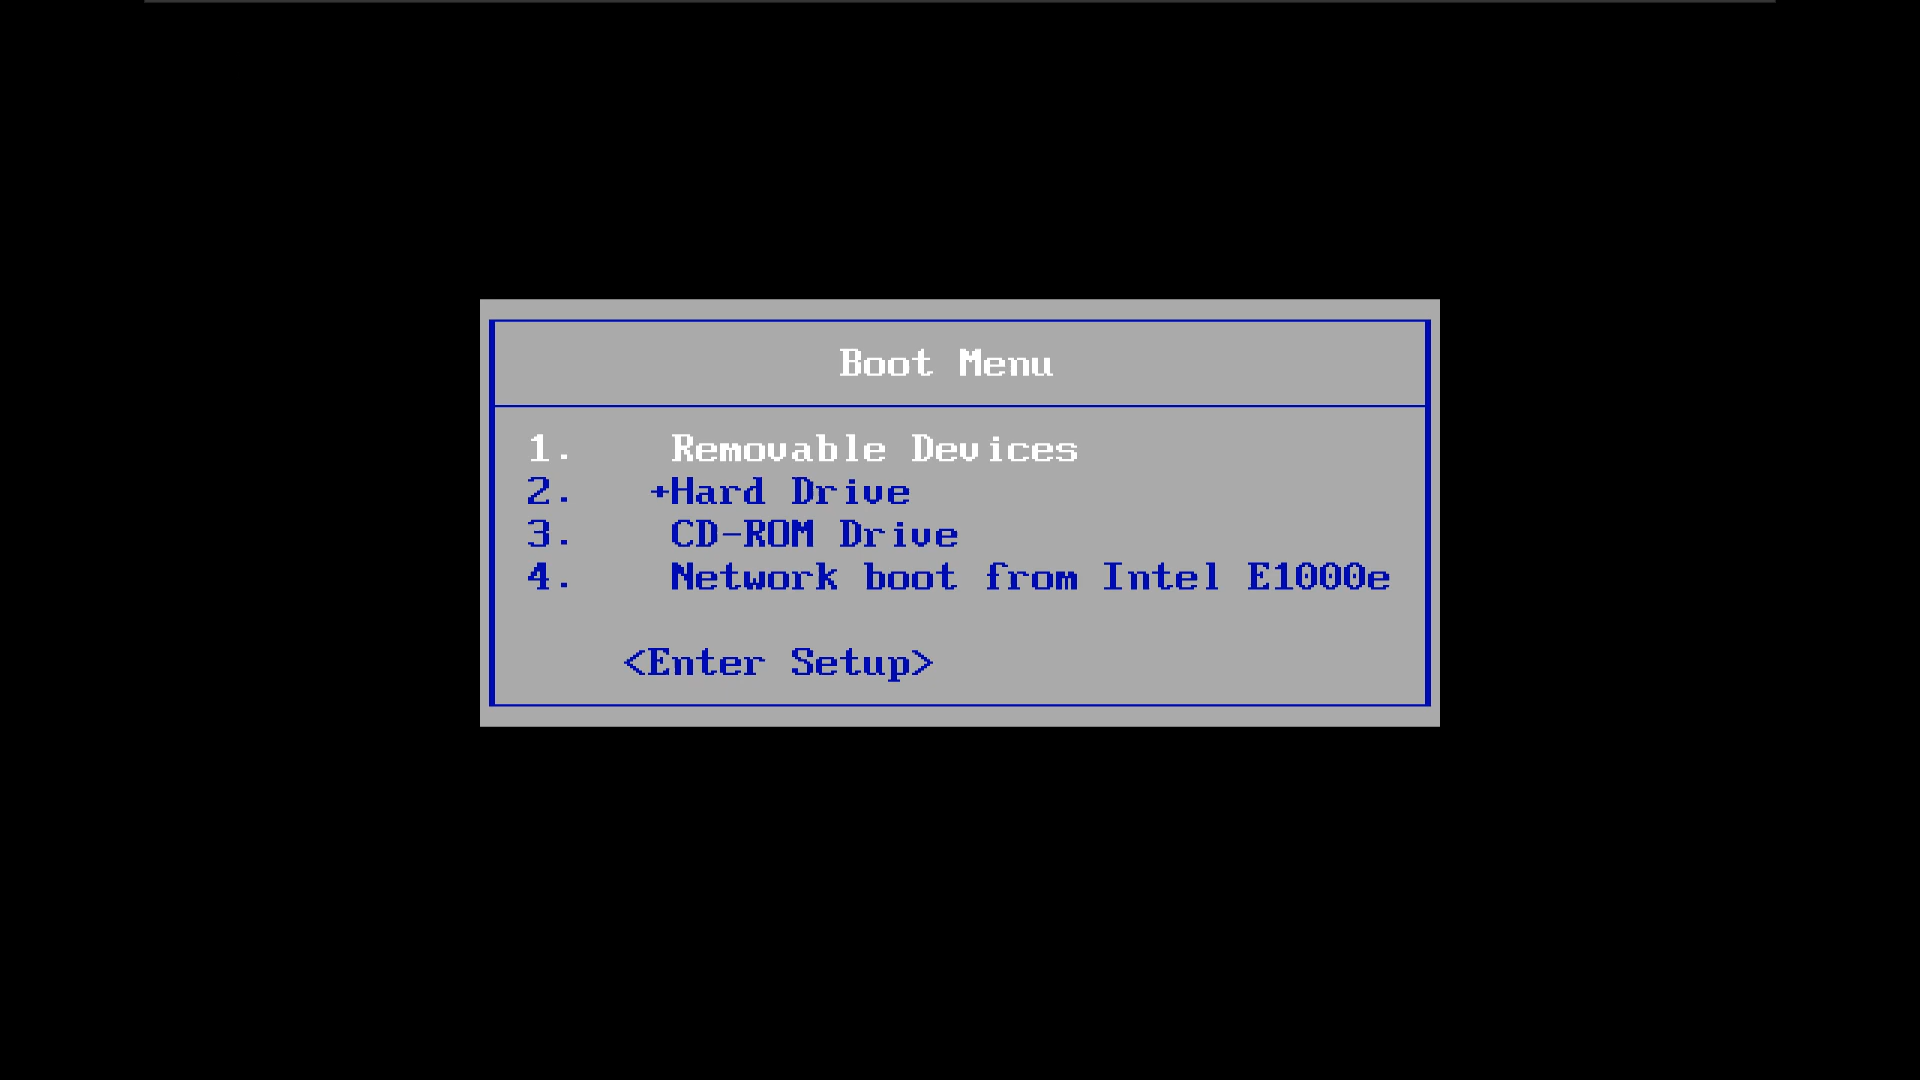 Boot Menu
1. Removable Devices
2. +Hard Drive
3. CD-ROM Drive
4. Network boot from Intel E1000e
<Enter Setup>